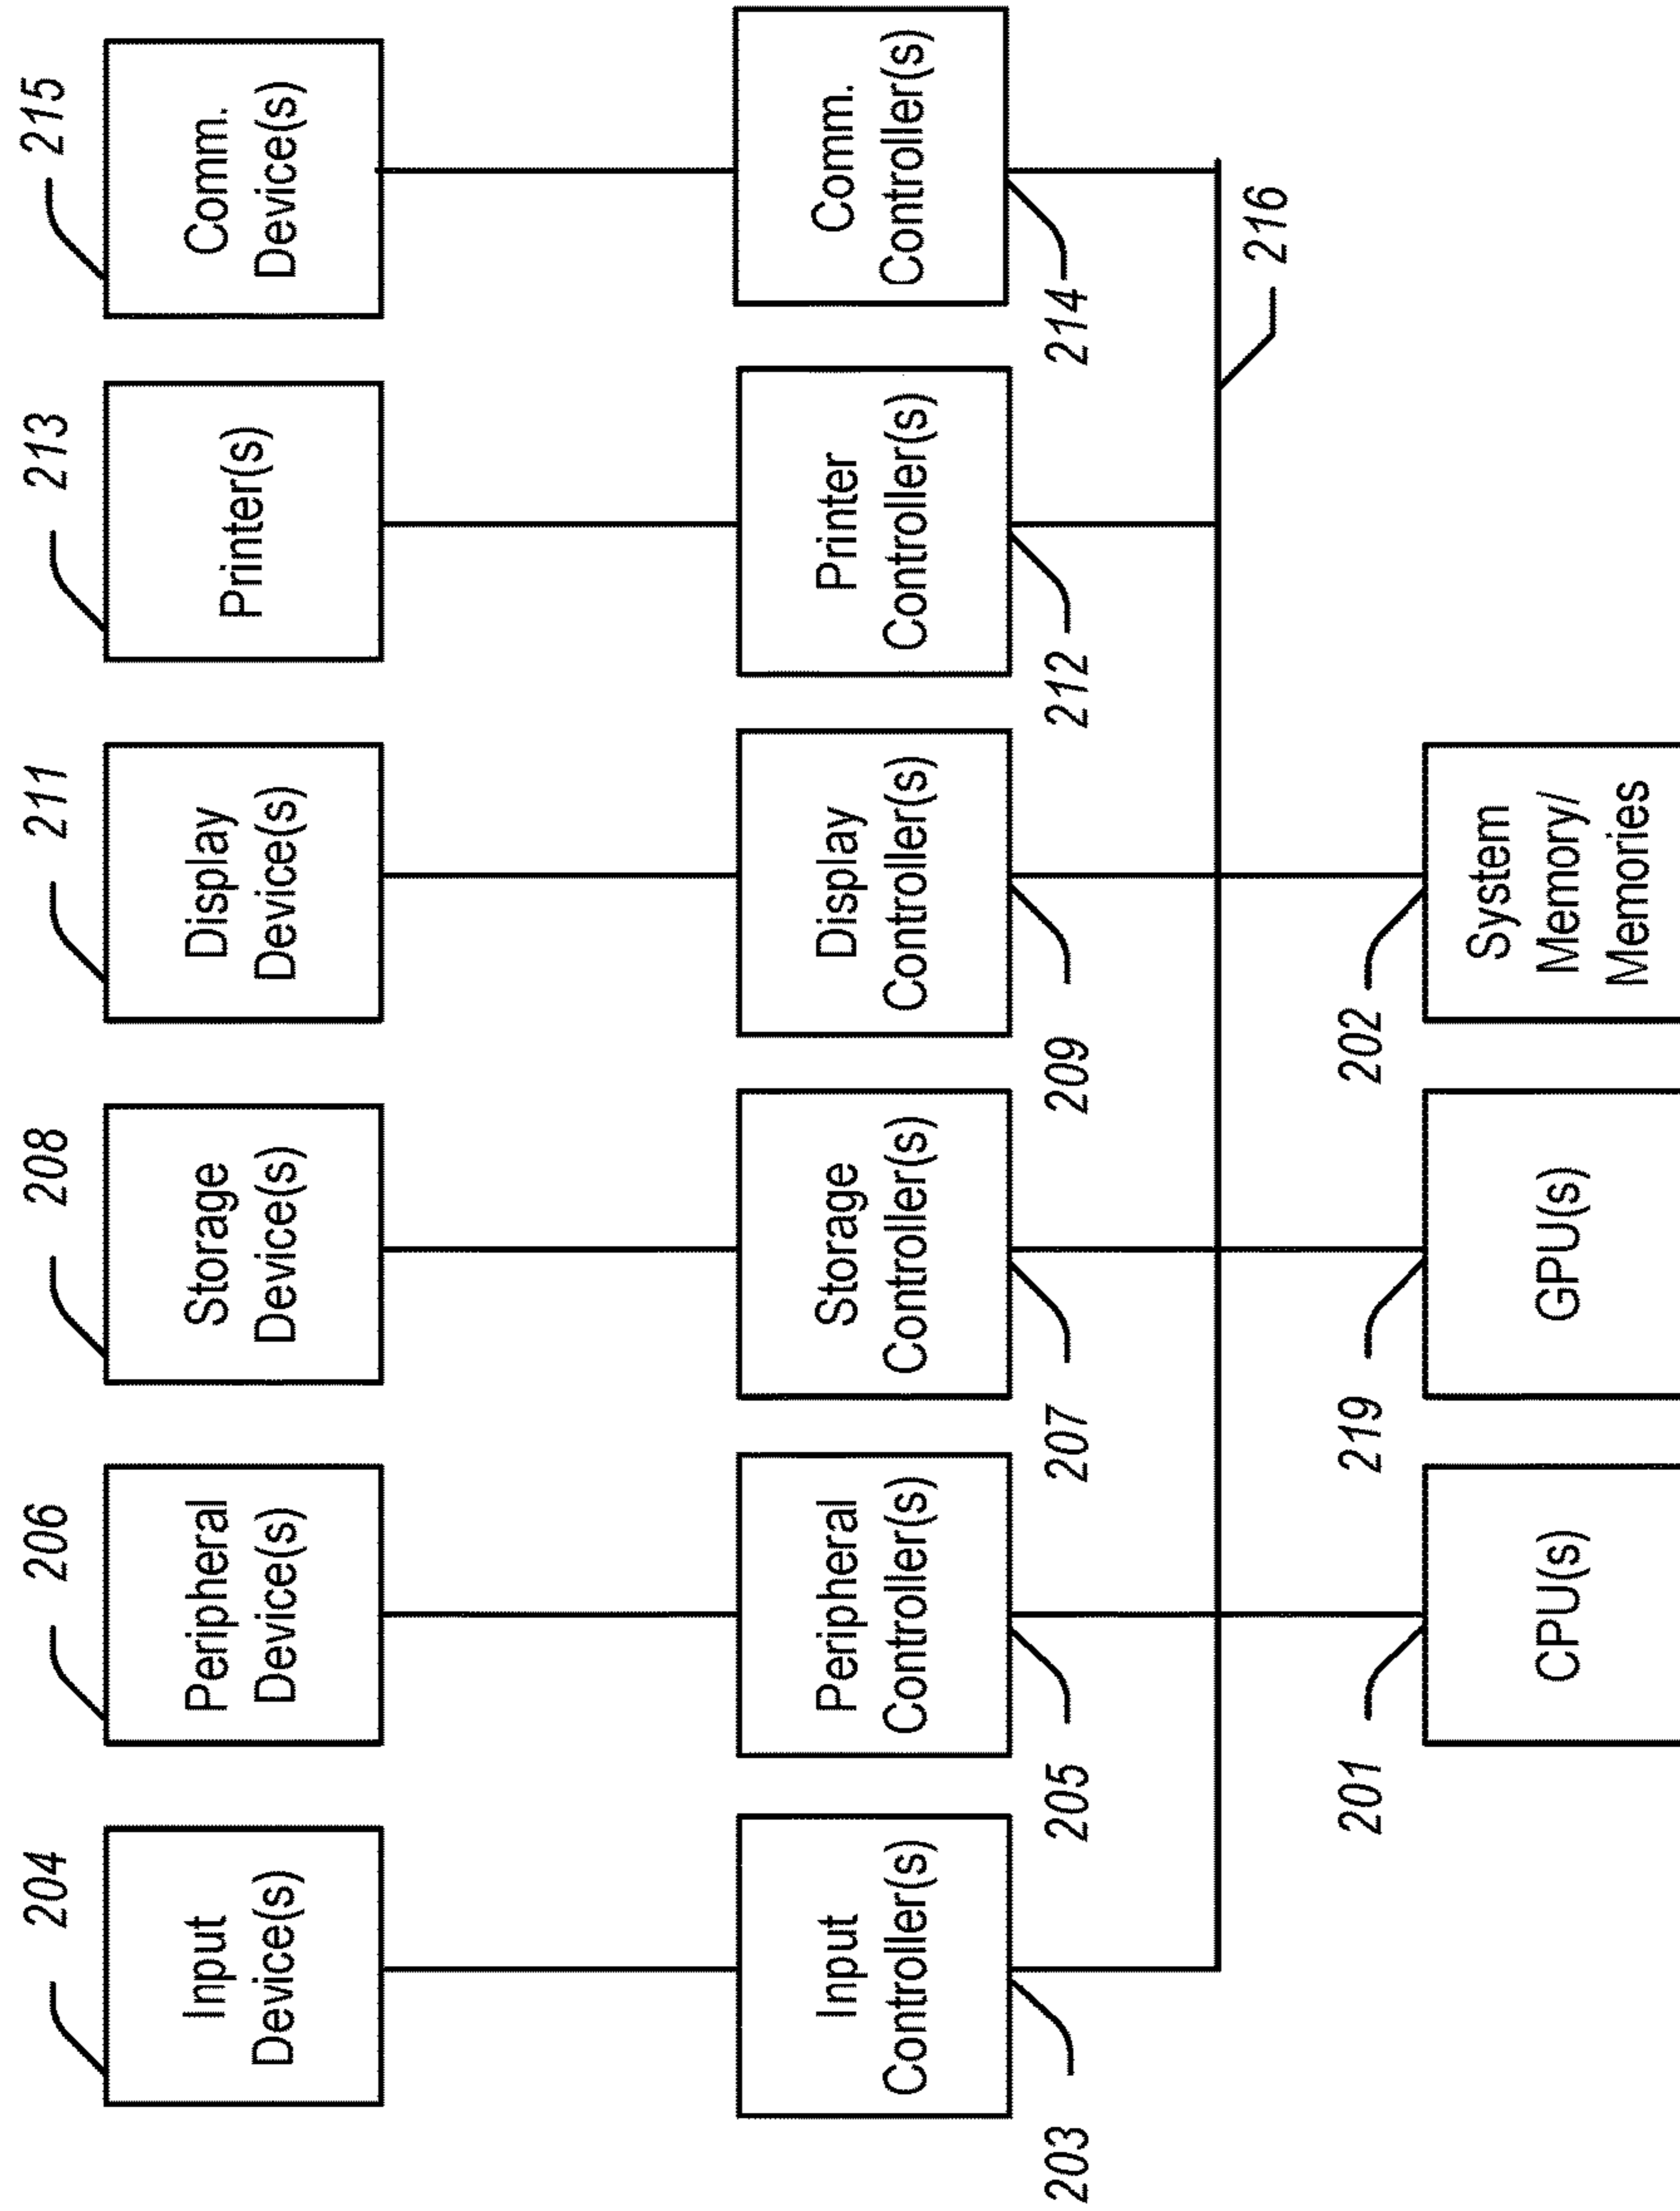 204
206
208
211
213
215
Input
Device(s)
Peripheral
Device(s)
Storage
Device(s)
Display
Device(s)
Printer(s)
Comm.
Device(s)
Input
Controller(s)
Peripheral
Controller(s)
Storage
Controller(s)
Display
Controller(s)
Printer
Controller(s)
Comm.
Controller(s)
203
205
207
209
212
214
216
201
219
202
CPU(s)
GPU(s)
System
Memory/
Memories